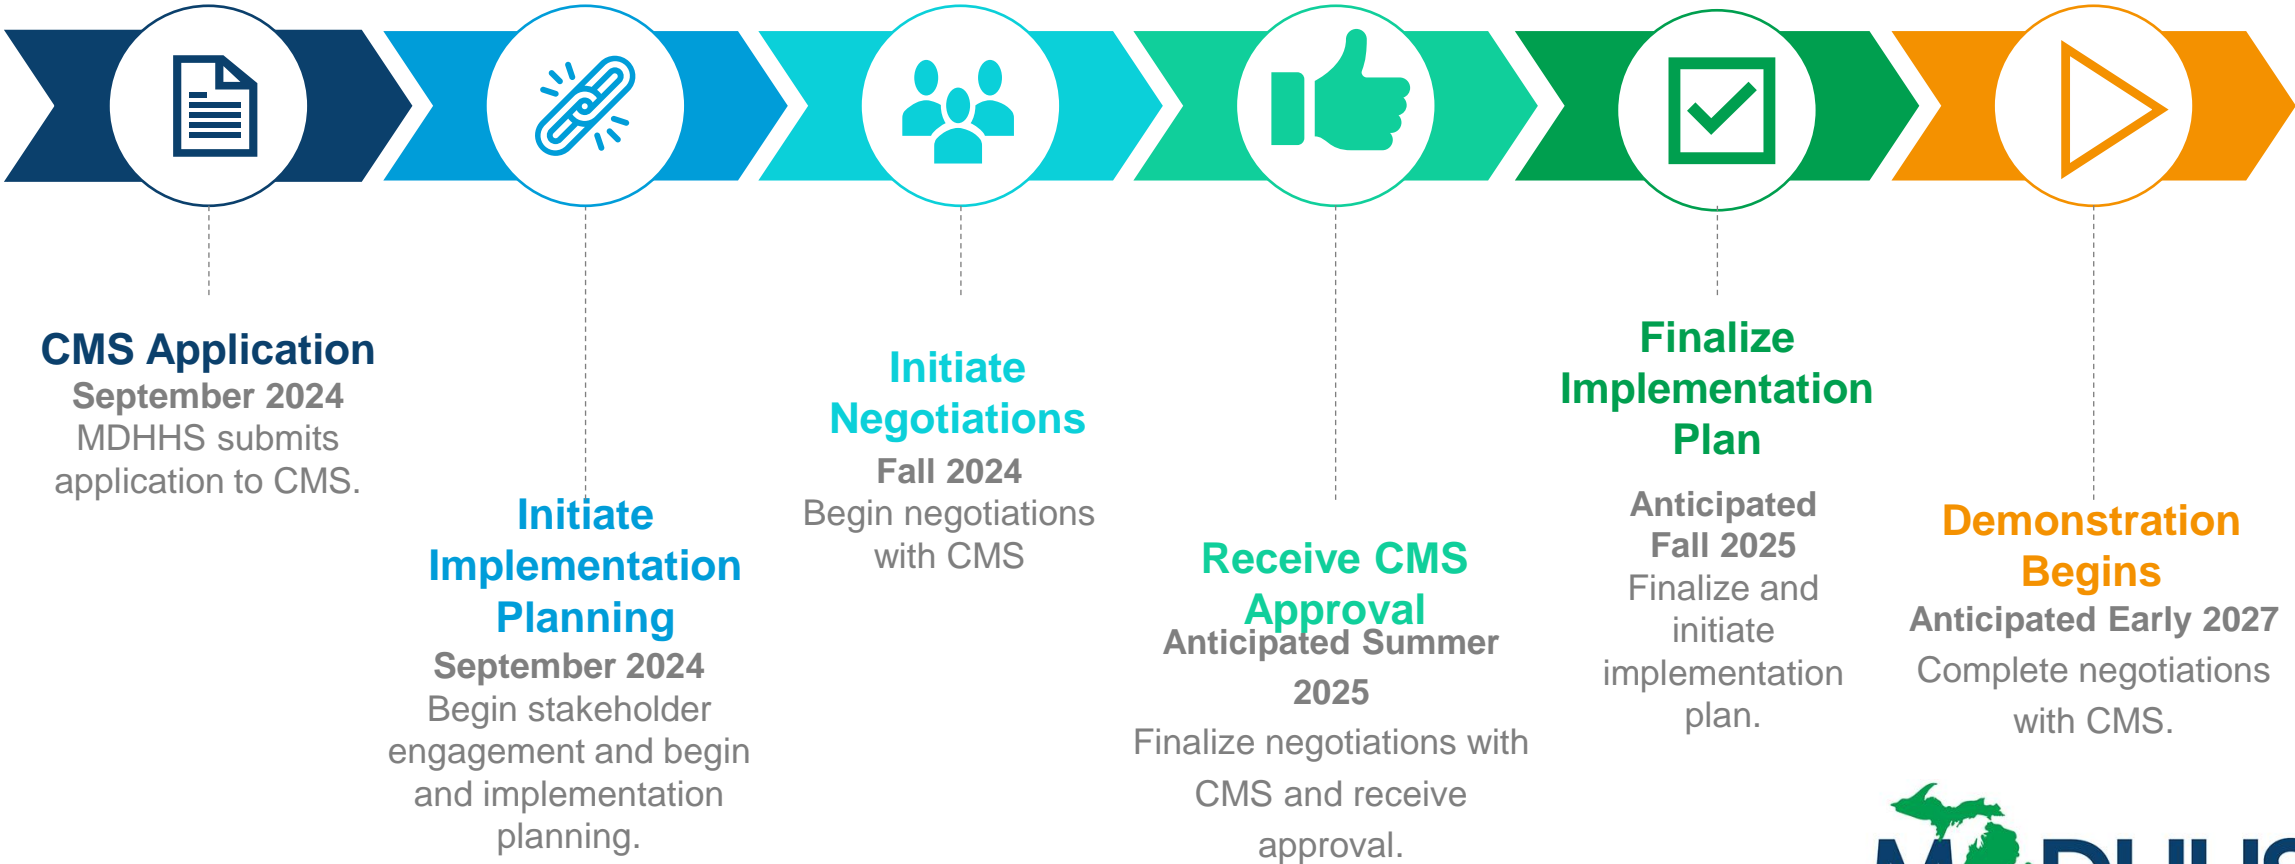 CMS Application
September 2024
MDHHS submits
application to CMS.
Initiate
Implementation
Planning
September 2024
Begin stakeholder
engagement and begin
and implementation
planning.
Initiate
Negotiations
Fall 2024
Begin negotiations
with CMS
Receive CMS
Approval
Anticipated Summer
2025
Finalize negotiations with
CMS and receive
approval.
Finalize
Implementation
Plan
Anticipated
Fall 2025
Finalize and
initiate
implementation
plan.
Demonstration
Begins
Anticipated Early 2027
Complete negotiations
with CMS.